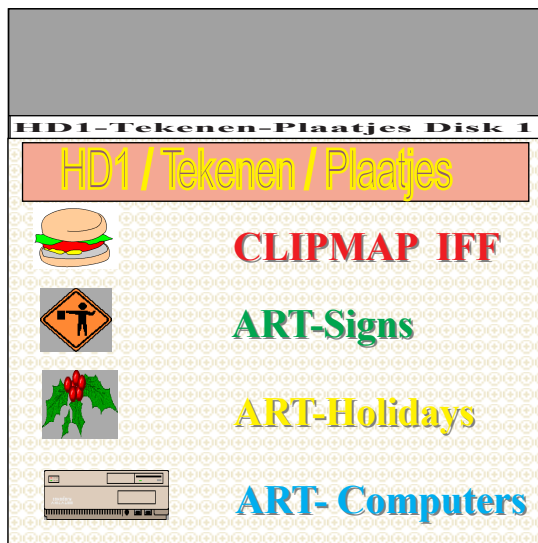 HD1-Tekenen-Plaatjes Disk 1
HD1 / Tekenen / Plaatjes
CLIPMAP IFF
ART-Signs
ART-Holidays
ART- Computers